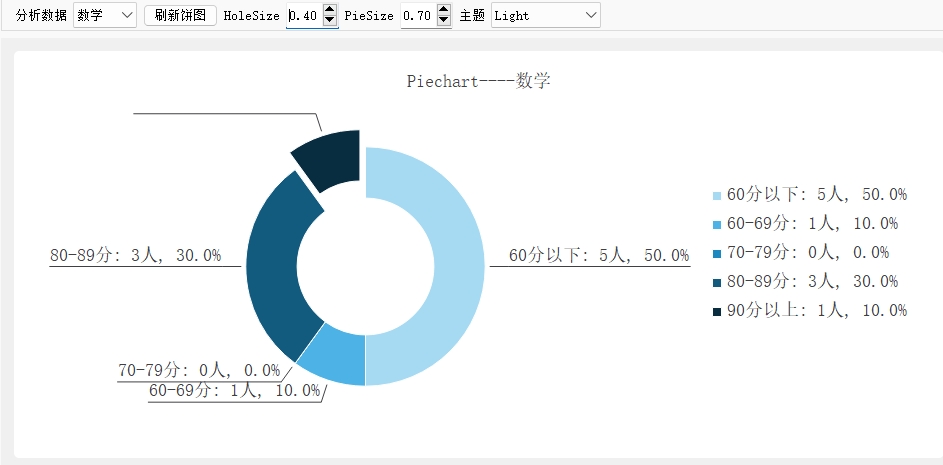 分析数据 数学 刷新饼图 HoleSize 0.40 PieSize 0.70 主题 Light
Piechart----数学
80-89分: 3人, 30.0%
60分以下: 5人, 50.0%
70-79分: 0人, 0.0%
60-69分: 1人, 10.0%
60分以下: 5人, 50.0%
60-69分: 1人, 10.0%
70-79分: 0人, 0.0%
80-89分: 3人, 30.0%
90分以上: 1人, 10.0%